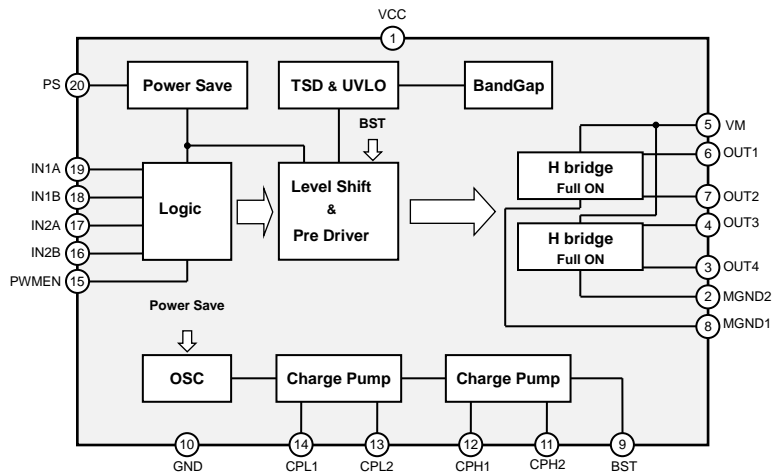 VCC
1
PS
20
Power Save
TSD & UVLO
BandGap
BST
5
VM
6
OUT1
H bridge
Full ON
7
OUT2
IN1A
19
IN1B
18
IN2A
17
IN2B
16
PWMEN
15
Logic
Level Shift
&
Pre Driver
4
OUT3
H bridge
Full ON
3
OUT4
2
MGND2
8
MGND1
Power Save
OSC
Charge Pump
Charge Pump
10
14
13
12
11
9
GND
CPL1
CPL2
CPH1
CPH2
BST